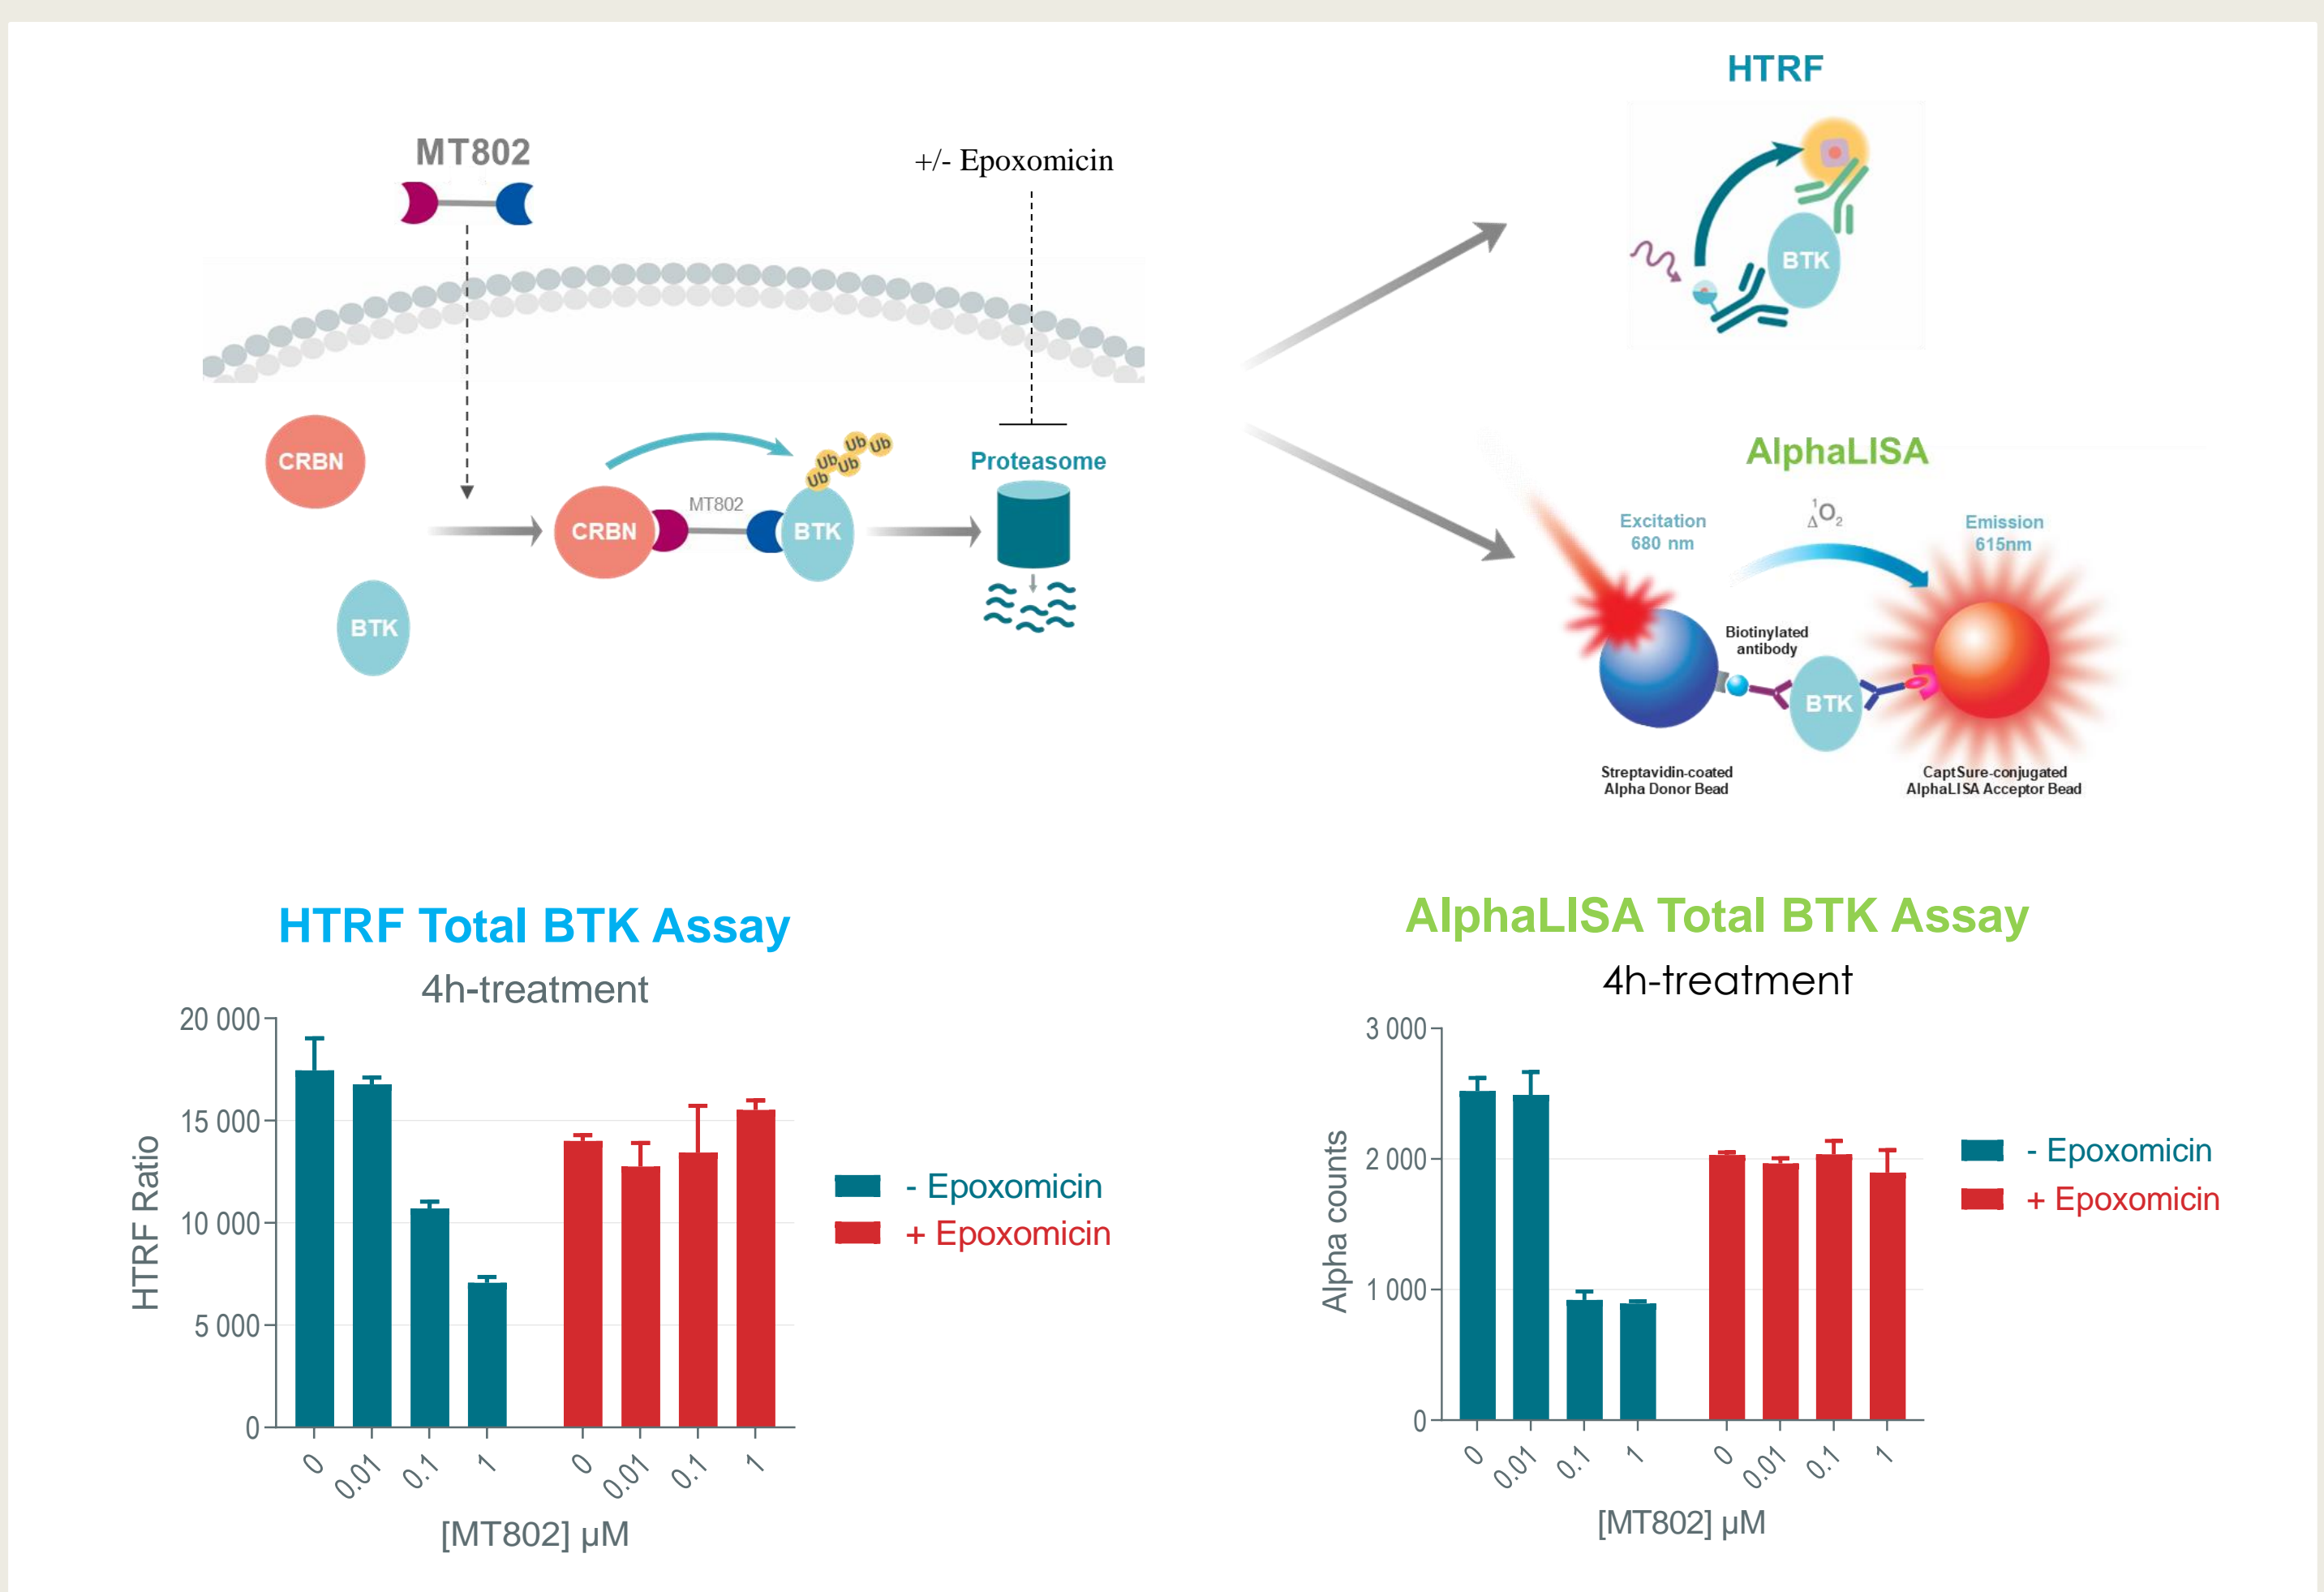 MT802
+/- Epoxomicin
CRBN
BTK
CRBN
MT802
BTK
Ub
Ub
Ub
Ub
Ub
Proteasome
HTRF
BTK
AlphaLISA
Excitation
680 nm
1
ΔO2
Emission
615nm
Biotinylated
antibody
BTK
Streptavidin-coated
Alpha Donor Bead
CaptSure-conjugated
AlphaLISA Acceptor Bead
HTRF Total BTK Assay
4h-treatment
HTRF Ratio
20 000
15 000
10 000
5 000
0
0 0.01 0.1 1 0 0.01 0.1 1
[MT802] µM
- Epoxomicin
+ Epoxomicin
AlphaLISA Total BTK Assay
4h-treatment
Alpha counts
3 000
2 000
1 000
0
0 0.01 0.1 1 0 0.01 0.1 1
[MT802] µM
- Epoxomicin
+ Epoxomicin